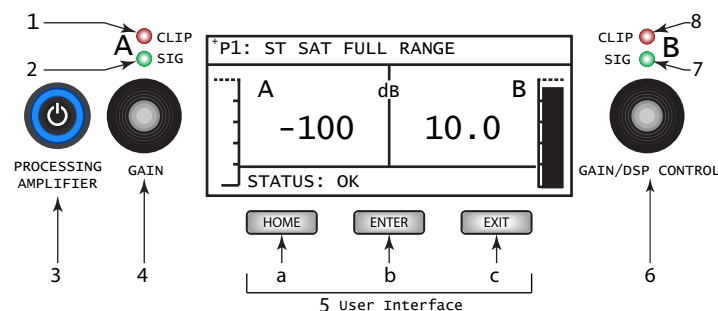 1
CLIP
A
2
SIG
+P1: ST SAT FULL RANGE
A
dB
B
-100
10.0
STATUS: OK
8
CLIP
B
SIG
7
PROCESSING
AMPLIFIER
GAIN
GAIN/DSP CONTROL
HOME
ENTER
EXIT
3
4
a
b
c
6
5 User Interface